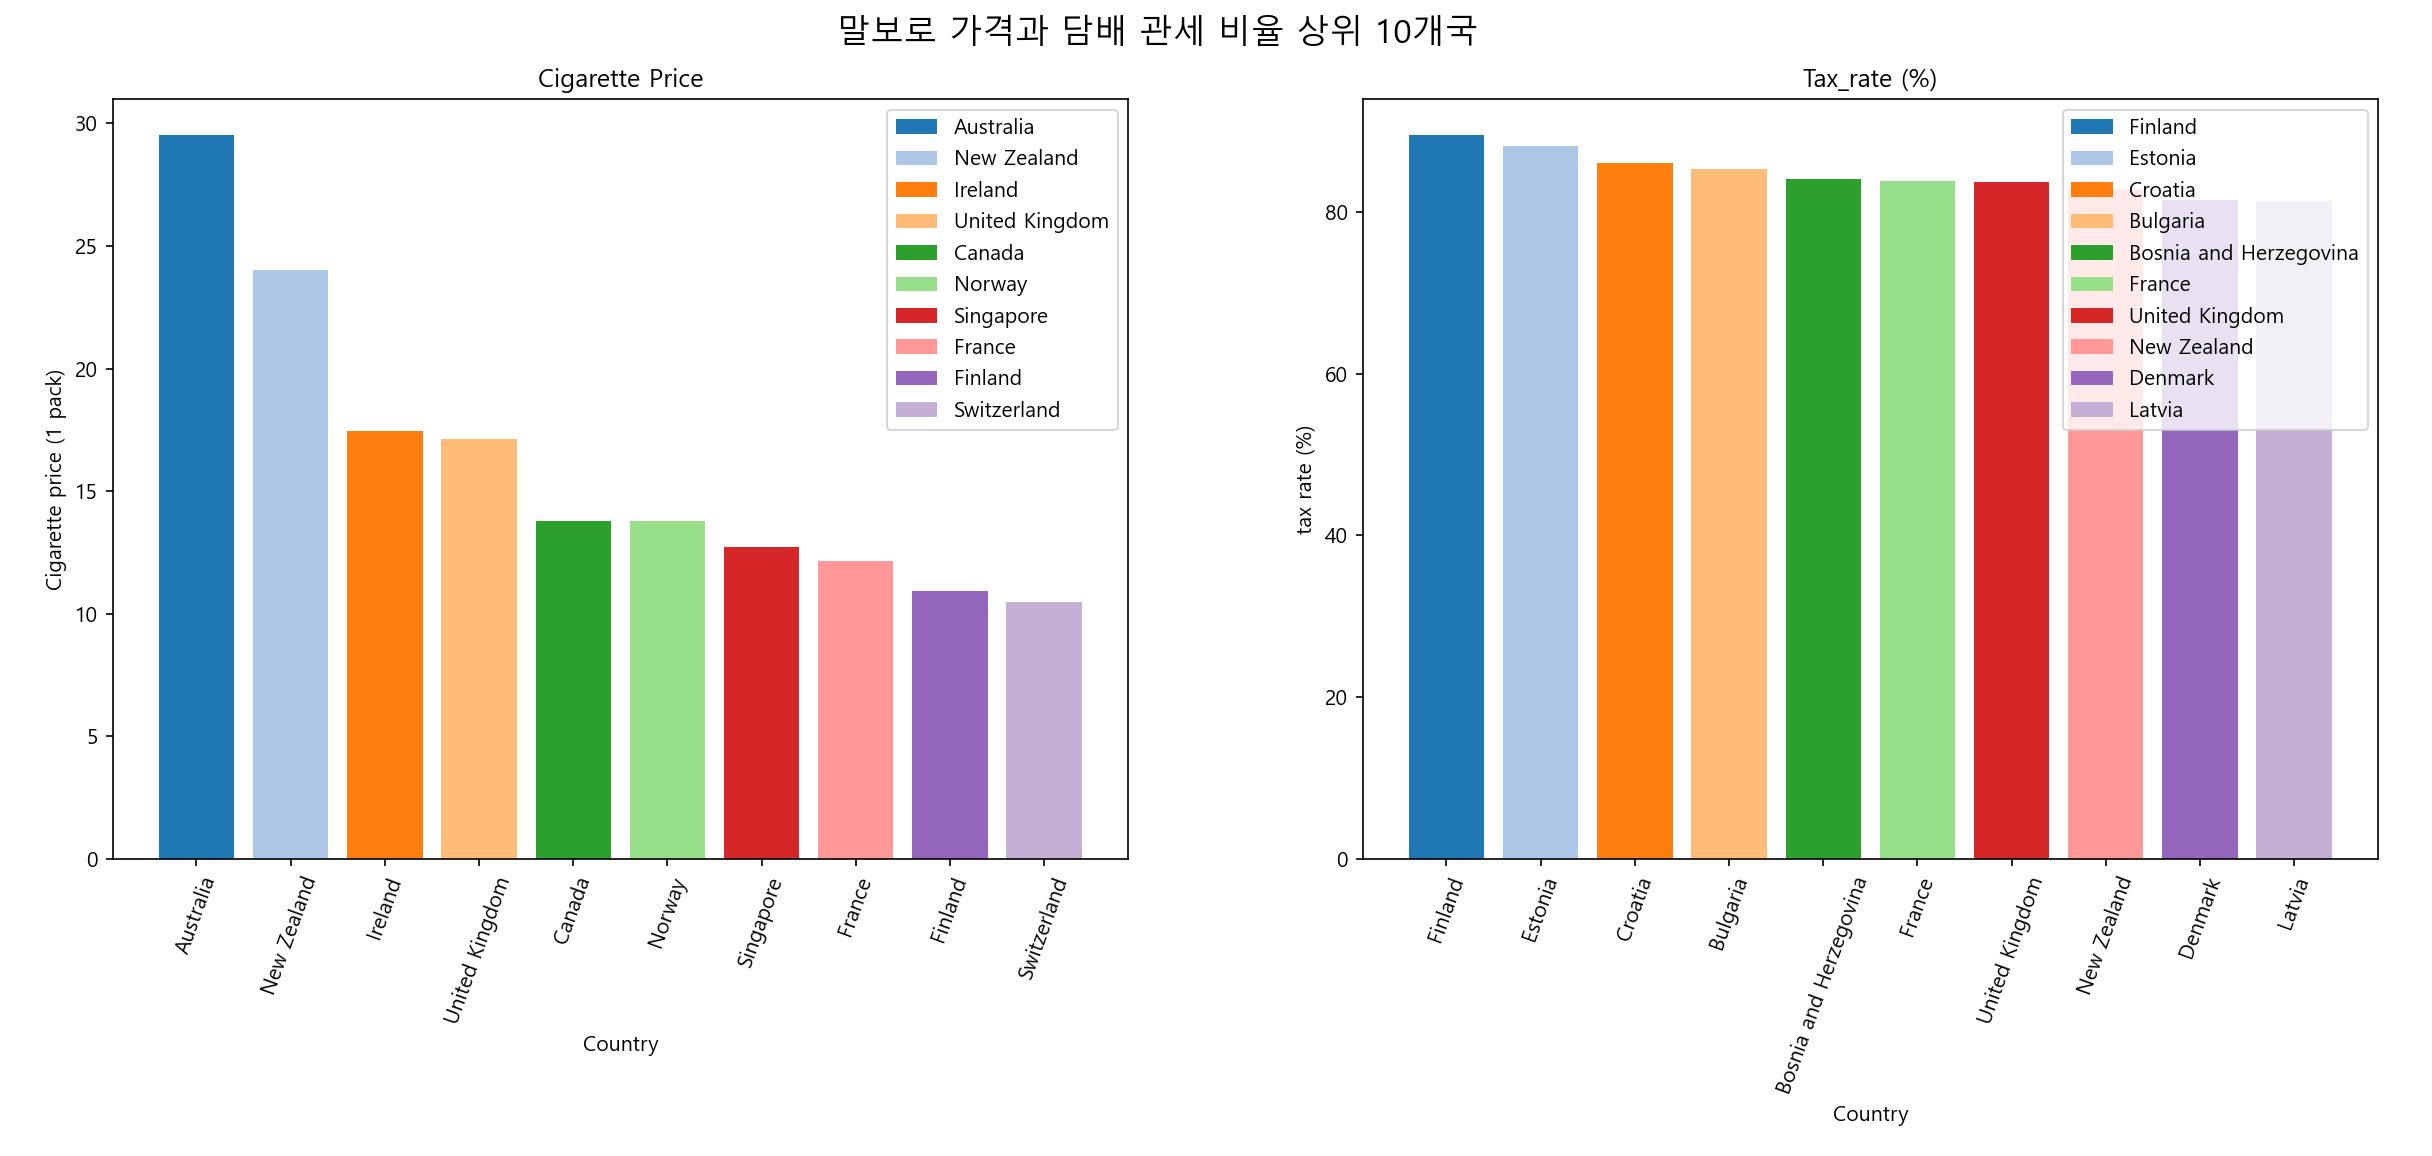 말보로 가격과 담배 관세 비율 상위 10개국
Cigarette Price
Cigarette price (1 pack)
30
25
20
15
10
5
0
Australia
New Zealand
Ireland
United Kingdom
Canada
Norway
Singapore
France
Finland
Switzerland
Australia
New Zealand
Ireland
United Kingdom
Canada
Norway
Singapore
France
Finland
Switzerland
Country
Tax_rate (%)
tax rate (%)
80
60
40
20
0
Finland
Estonia
Croatia
Bulgaria
Bosnia and Herzegovina
France
United Kingdom
New Zealand
Denmark
Latvia
Finland
Estonia
Croatia
Bulgaria
Bosnia and Herzegovina
France
United Kingdom
New Zealand
Denmark
Latvia
Country